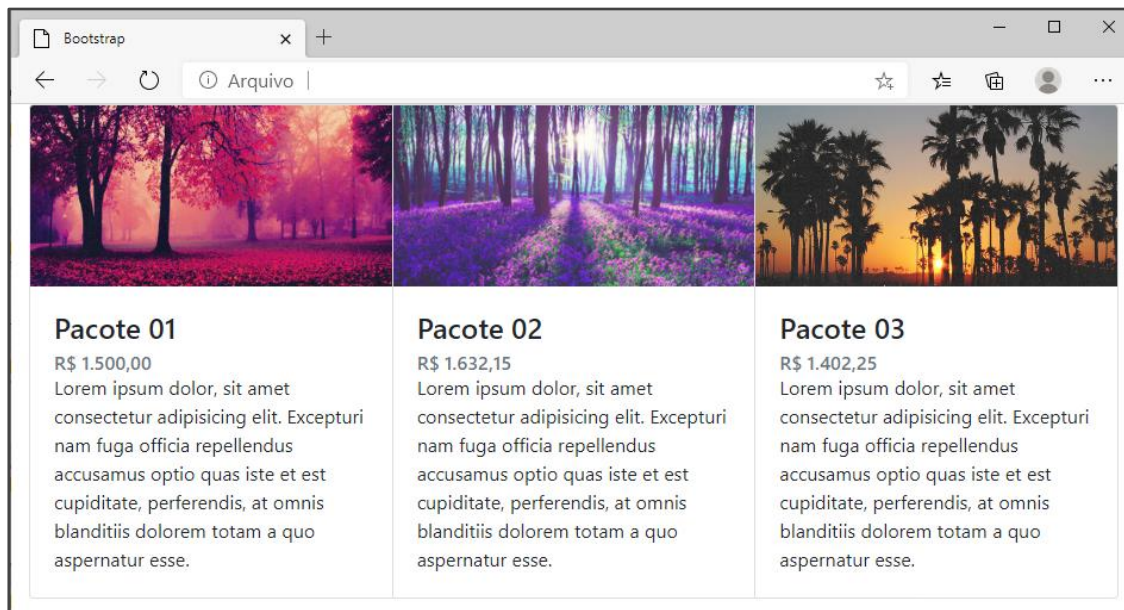 Bootstrap
Arquivo
Pacote 01
R$ 1.500,00
Lorem ipsum dolor, sit amet
consectetur adipisicing elit. Excepturi
nam fuga officia repellendus
accusamus optio quas iste et est
cupiditate, perferendis, at omnis
blanditiis dolorem totam a quo
aspernatur esse.
Pacote 02
R$ 1.632,15
Lorem ipsum dolor, sit amet
consectetur adipisicing elit. Excepturi
nam fuga officia repellendus
accusamus optio quas iste et est
cupiditate, perferendis, at omnis
blanditiis dolorem totam a quo
aspernatur esse.
Pacote 03
R$ 1.402,25
Lorem ipsum dolor, sit amet
consectetur adipisicing elit. Excepturi
nam fuga officia repellendus
accusamus optio quas iste et est
cupiditate, perferendis, at omnis
blanditiis dolorem totam a quo
aspernatur esse.